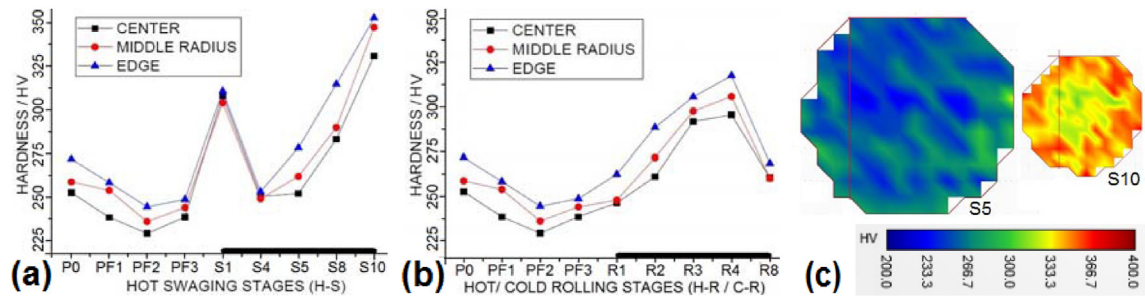 (a)
HARDNESS / HV
350
325
300
275
250
225
CENTER
MIDDLE RADIUS
EDGE
P0 PF1 PF2 PF3 S1 S4 S5 S8 S10
HOT SWAGING STAGES (H-S)
(b)
HARDNESS / HV
350
325
300
275
250
225
CENTER
MIDDLE RADIUS
EDGE
P0 PF1 PF2 PF3 R1 R2 R3 R4 R8
HOT/ COLD ROLLING STAGES (H-R / C-R)
(c)
S5
S10
HV
200.0 233.3 266.7 300.0 333.3 366.7 400.0